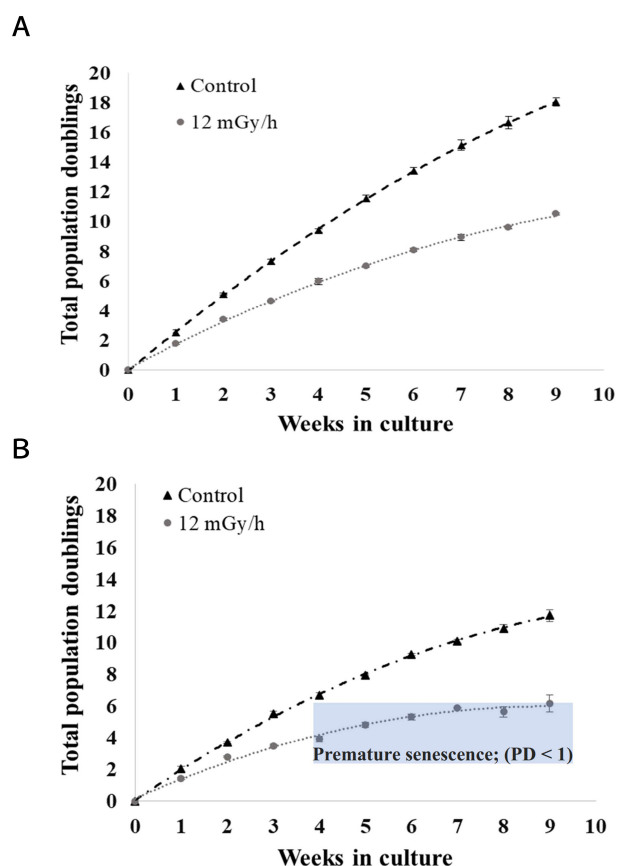 A
Total population doublings
20
18
16
14
12
10
8
6
4
2
0
Control
12 mGy/h
0 1 2 3 4 5 6 7 8 9 10
Weeks in culture
B
Total population doublings
20
18
16
14
12
10
8
6
4
2
0
Control
12 mGy/h
Premature senescence; (PD < 1)
0 1 2 3 4 5 6 7 8 9 10
Weeks in culture